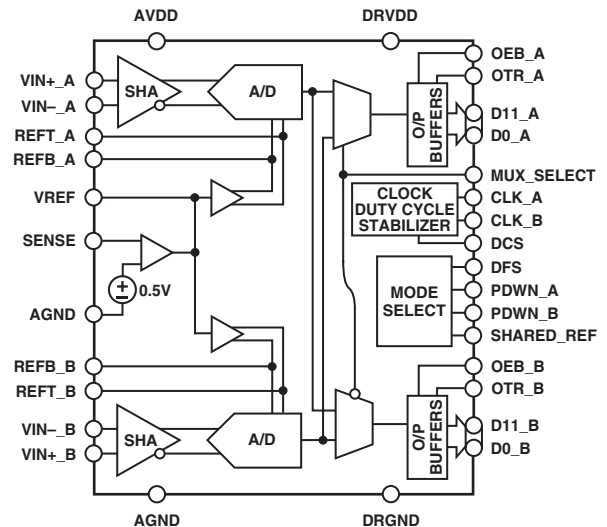 AVDD
DRVDD
VIN+_A
VIN–_A
REFT_A
REFB_A
VREF
SENSE
AGND
REFB_B
REFT_B
VIN–_B
VIN+_B
SHA
A/D
0.5V
SHA
A/D
O/P
BUFFERS
CLOCK
DUTY CYCLE
STABILIZER
MODE
SELECT
O/P
BUFFERS
OEB_A
OTR_A
D11_A
D0_A
MUX_SELECT
CLK_A
CLK_B
DCS
DFS
PDWN_A
PDWN_B
SHARED_REF
OEB_B
OTR_B
D11_B
D0_B
AGND
DRGND